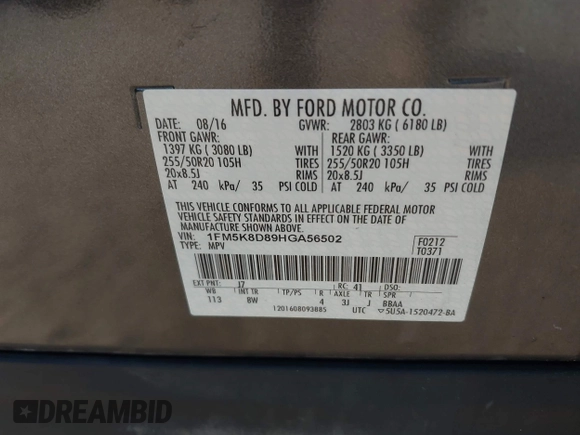 MFD. BY FORD MOTOR CO.
DATE: 08/16 GVWR: 2803 KG ( 6180 LB)
FRONT GAWR: REAR GAWR:
1397 KG ( 3080 LB) WITH 1520 KG ( 3350 LB) WITH
255/50R20 105H TIRES 255/50R20 105H TIRES
20x8.5J RIMS 20x8.5J RIMS
AT 240 kPa/ 35 PSI COLD AT 240 kPa/ 35 PSI COLD
THIS VEHICLE CONFORMS TO ALL APPLICABLE FEDERAL MOTOR
VEHICLE SAFETY STANDARDS IN EFFECT ON THE DATE OF MANUFACTURE
SHOWN ABOVE.
VIN: 1FM5K8D89HGA56502 F0212
TYPE: MPV T0371
EXT PNT: J7 RC: 41 DSO:
WB INT TR TP/PS R AXLE TR
113 BW 4 3J J BBAA
1201608093885 UTC ▽5U5A-1520472-BA
DREAMBID